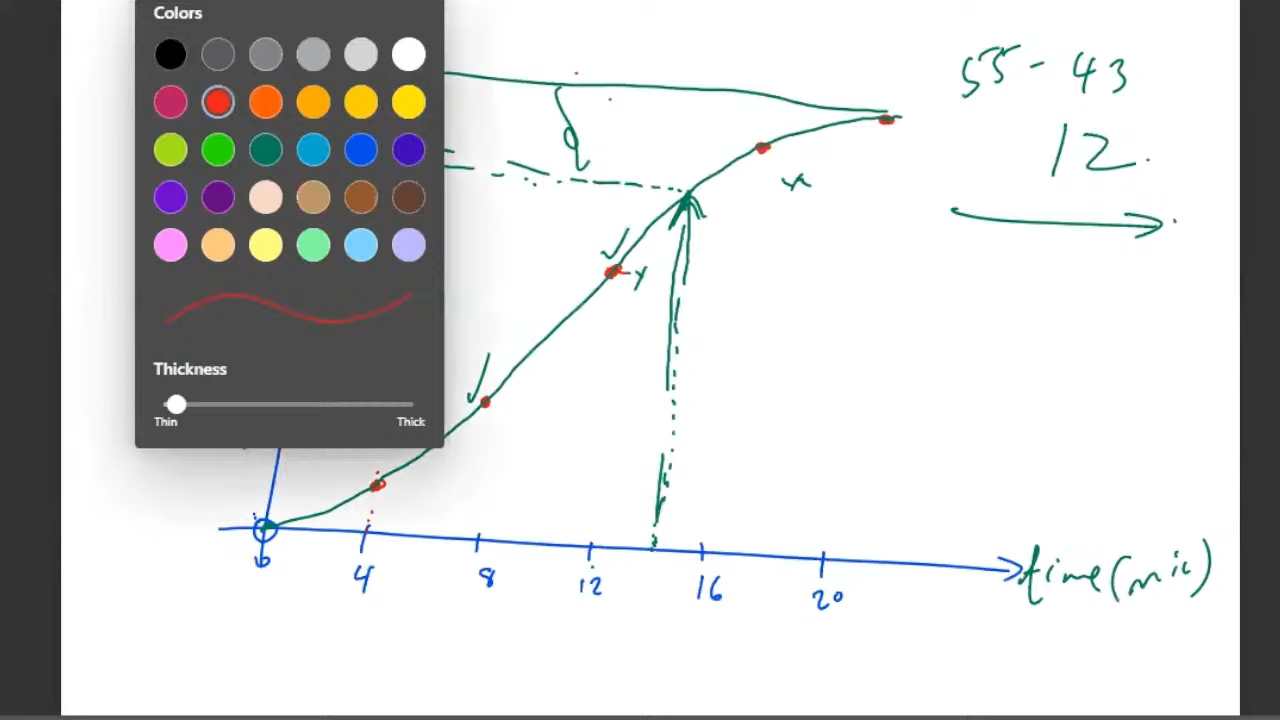 Colors
55 - 43
12
x
y
Thickness
Thin Thick
0
4
8
12
16
20
time(min)